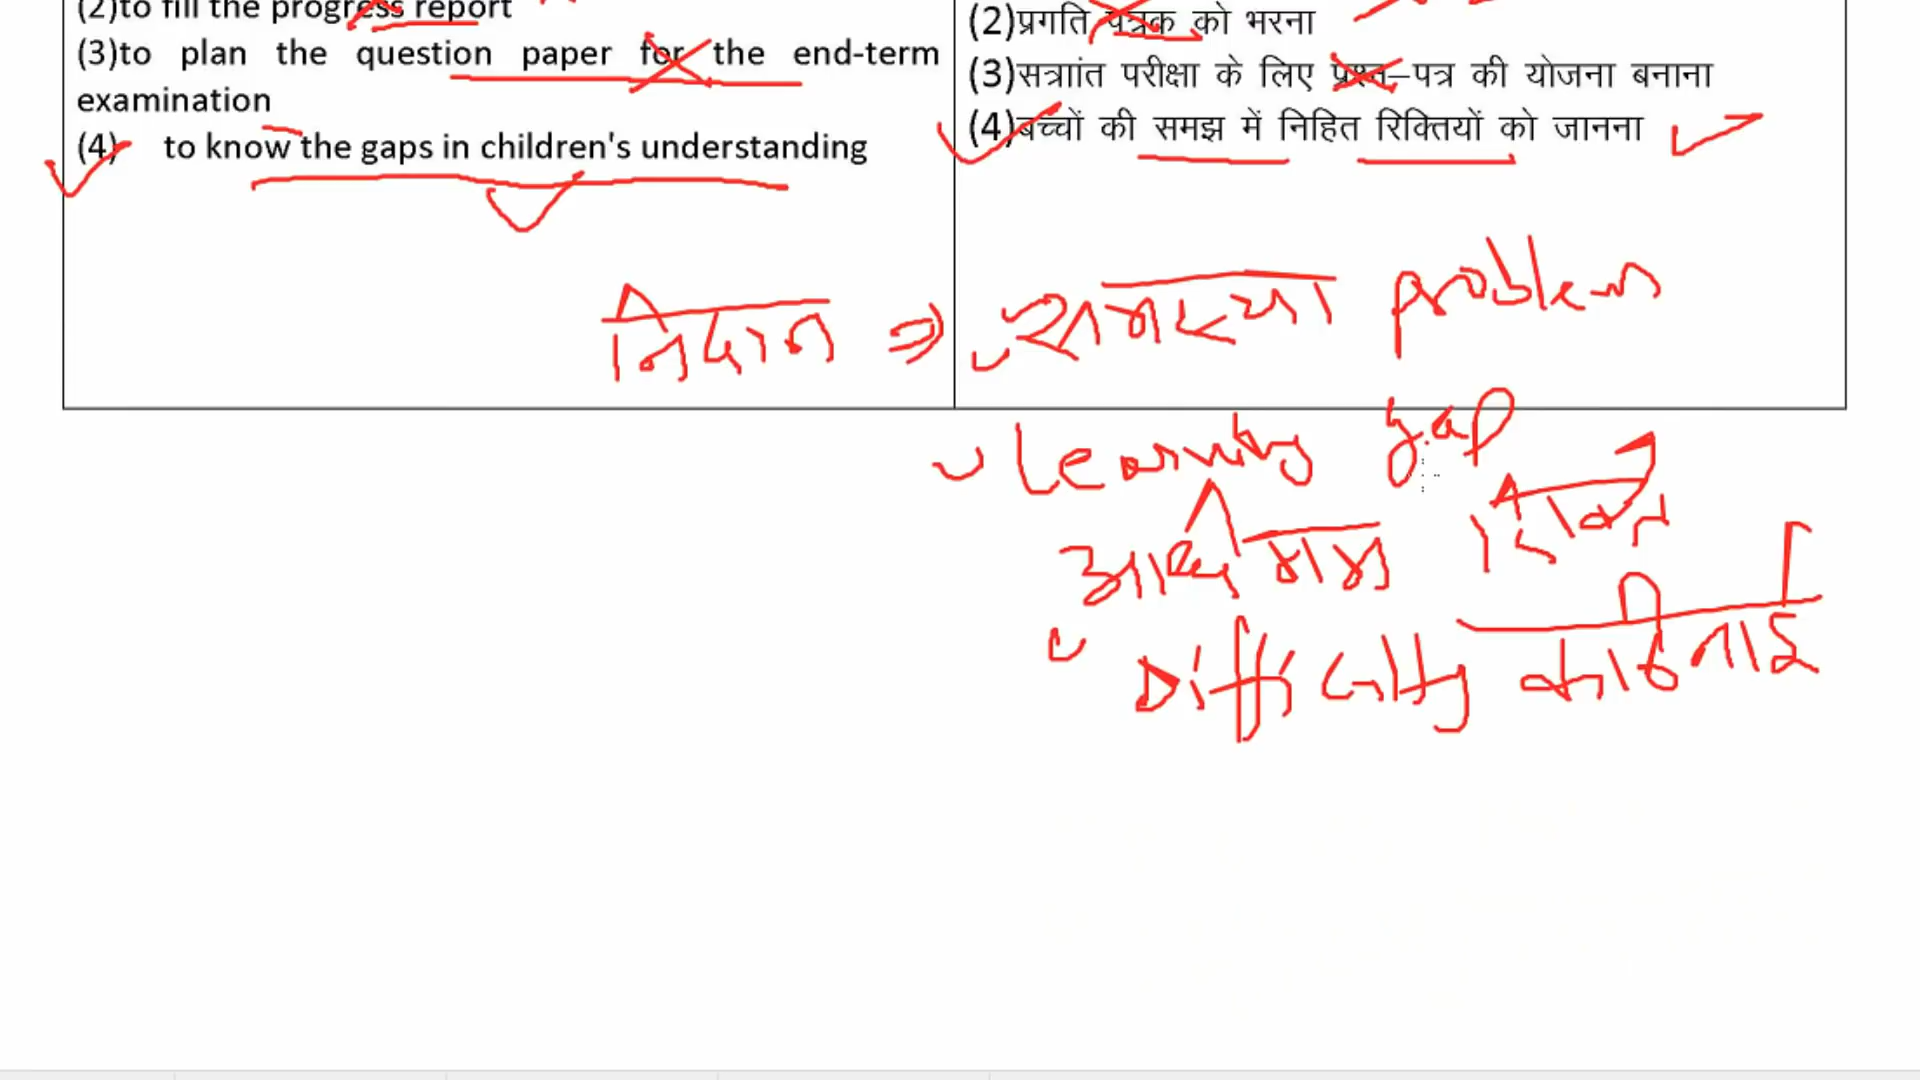 (2)to fill the progress report
(3)to plan the question paper for the end-term
examination
(4) to know the gaps in children's understanding
(2)प्रगति पत्रक को भरना
(3)सत्राांत परीक्षा के लिए प्रश्न–पत्र की योजना बनाना
(4)बच्चों की समझ में निहित रिक्तियों को जानना
निदान ⇒ समस्या problem
Learning gap
अधिगम रिक्ति
Difficulty कठिनाई